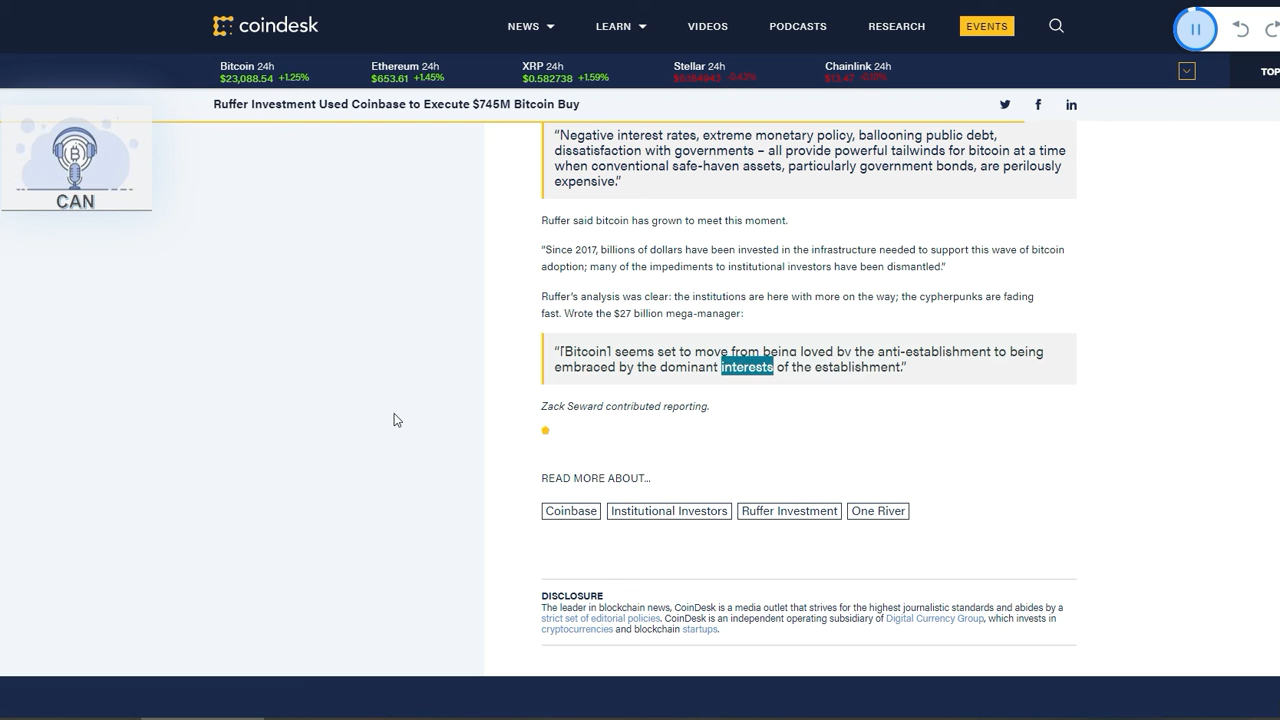 coindesk
NEWS LEARN VIDEOS PODCASTS RESEARCH EVENTS
Bitcoin 24h Ethereum 24h XRP 24h Stellar 24h Chainlink 24h
$23,088.54 +1.25% $653.61 +1.45% $0.582738 +1.59% -0.43% $13.47 -0.10%
TOP
Ruffer Investment Used Coinbase to Execute $745M Bitcoin Buy
CAN
“Negative interest rates, extreme monetary policy, ballooning public debt,
dissatisfaction with governments – all provide powerful tailwinds for bitcoin at a time
when conventional safe-haven assets, particularly government bonds, are perilously
expensive.”
Ruffer said bitcoin has grown to meet this moment.
“Since 2017, billions of dollars have been invested in the infrastructure needed to support this wave of bitcoin
adoption; many of the impediments to institutional investors have been dismantled.”
Ruffer’s analysis was clear: the institutions are here with more on the way; the cypherpunks are fading
fast. Wrote the $27 billion mega-manager:
“[Bitcoin] seems set to move from being loved by the anti-establishment to being
embraced by the dominant interests of the establishment.”
Zack Seward contributed reporting.
READ MORE ABOUT...
Coinbase Institutional Investors Ruffer Investment One River
DISCLOSURE
The leader in blockchain news, CoinDesk is a media outlet that strives for the highest journalistic standards and abides by a
strict set of editorial policies. CoinDesk is an independent operating subsidiary of Digital Currency Group, which invests in
cryptocurrencies and blockchain startups.